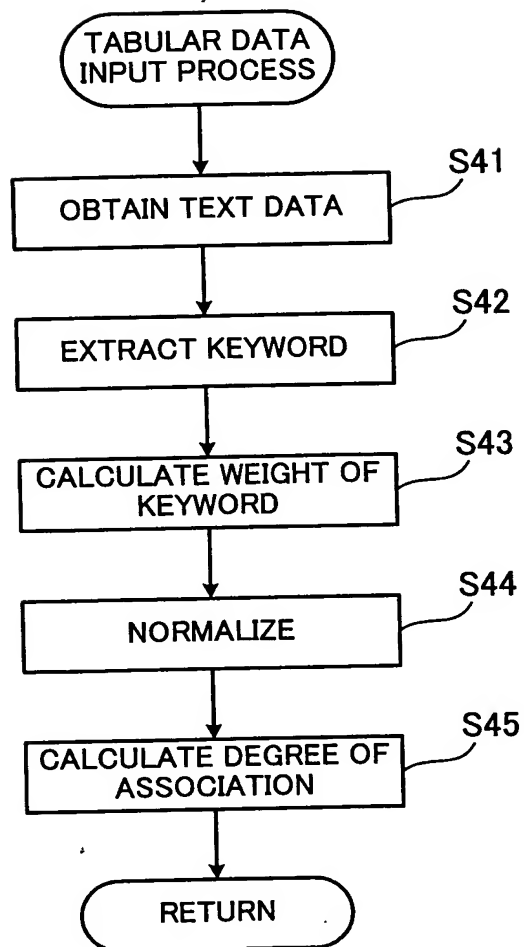 TABULAR DATA
INPUT PROCESS
S41
OBTAIN TEXT DATA
S42
EXTRACT KEYWORD
S43
CALCULATE WEIGHT OF
KEYWORD
S44
NORMALIZE
S45
CALCULATE DEGREE OF
ASSOCIATION
RETURN